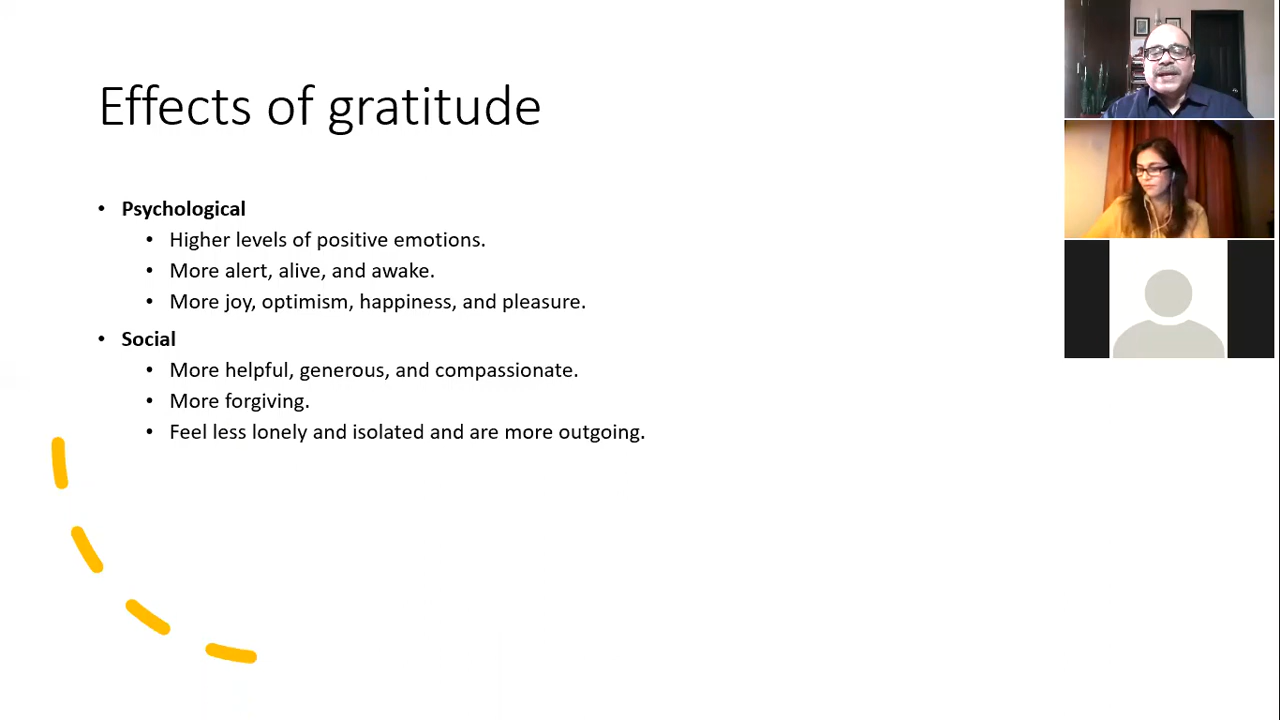 Effects of gratitude
• Psychological
• Higher levels of positive emotions.
• More alert, alive, and awake.
• More joy, optimism, happiness, and pleasure.
• Social
• More helpful, generous, and compassionate.
• More forgiving.
• Feel less lonely and isolated and are more outgoing.